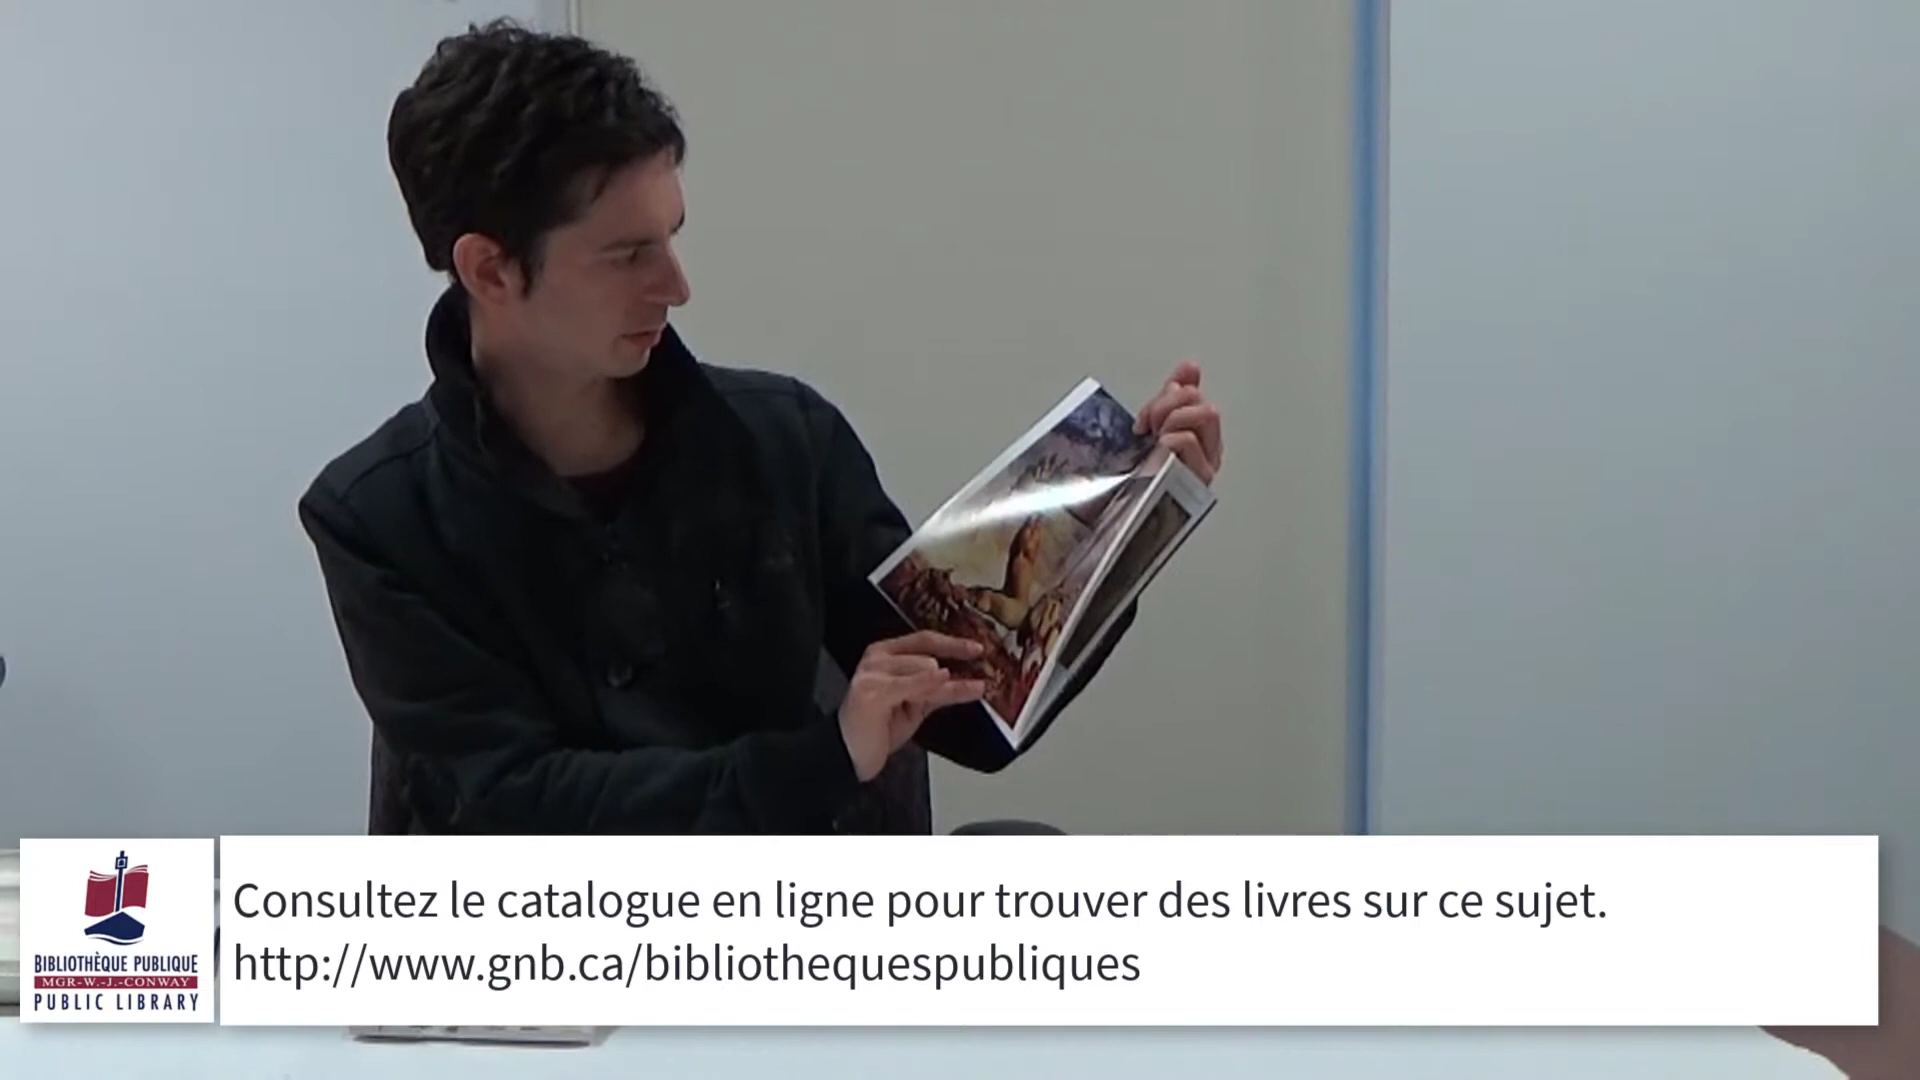 Consultez le catalogue en ligne pour trouver des livres sur ce sujet.
http://www.gnb.ca/bibliothequespubliques
BIBLIOTHÈQUE PUBLIQUE
MGR-W.-J.-CONWAY
PUBLIC LIBRARY